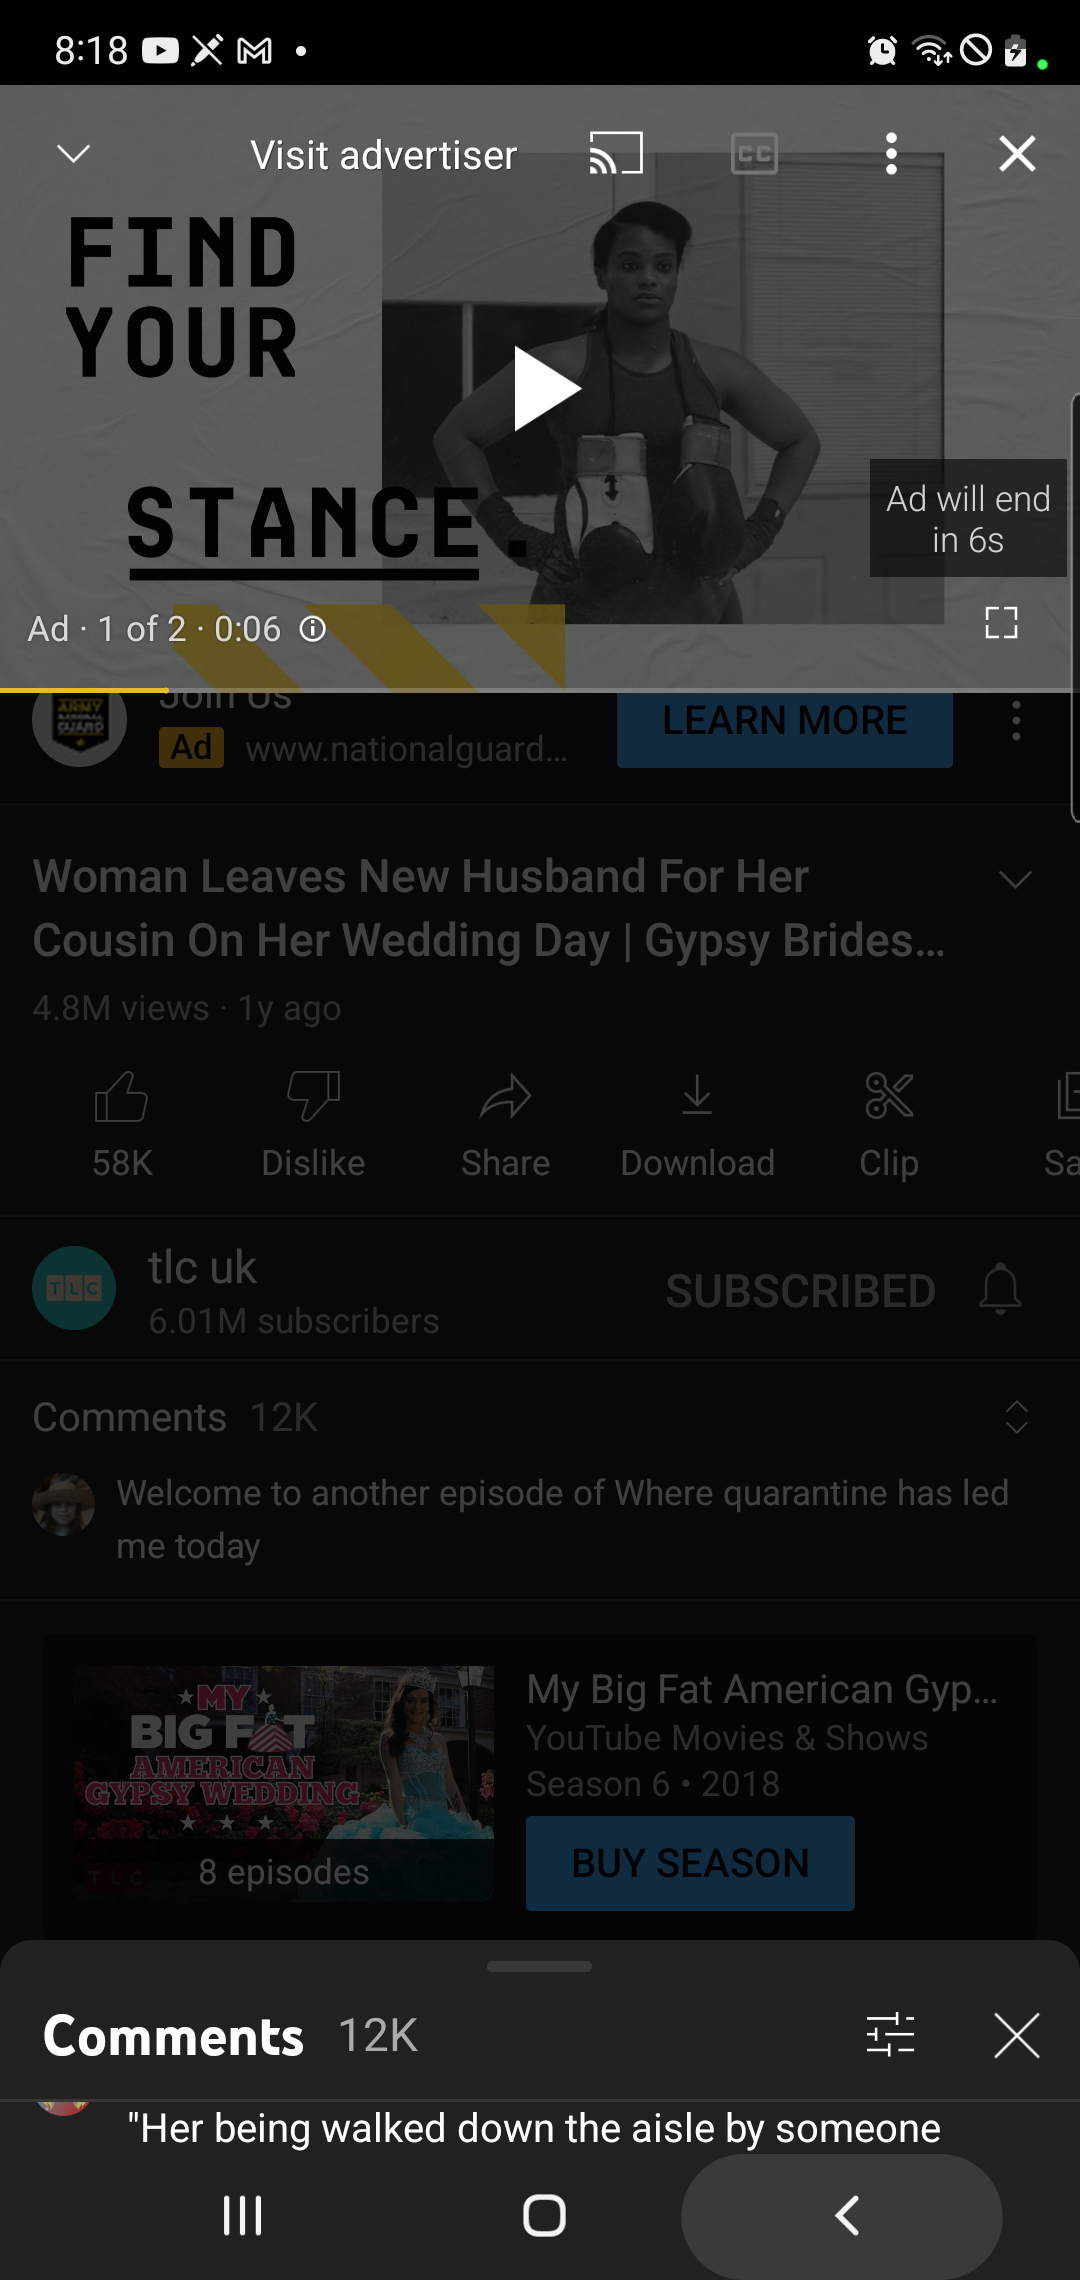 8:18
Visit advertiser
CC
FIND
YOUR
STANCE.
Ad will end
in 6s
Ad · 1 of 2 · 0:06
Join Us
ARMY
NATIONAL
GUARD
Ad www.nationalguard...
LEARN MORE
Woman Leaves New Husband For Her
Cousin On Her Wedding Day | Gypsy Brides...
4.8M views · 1y ago
58K Dislike Share Download Clip Sa
TLC
tlc uk
6.01M subscribers
SUBSCRIBED
Comments 12K
Welcome to another episode of Where quarantine has led
me today
MY
BIG FAT
AMERICAN
GYPSY WEDDING
TLC
8 episodes
My Big Fat American Gyp...
YouTube Movies & Shows
Season 6 • 2018
BUY SEASON
Comments 12K
"Her being walked down the aisle by someone